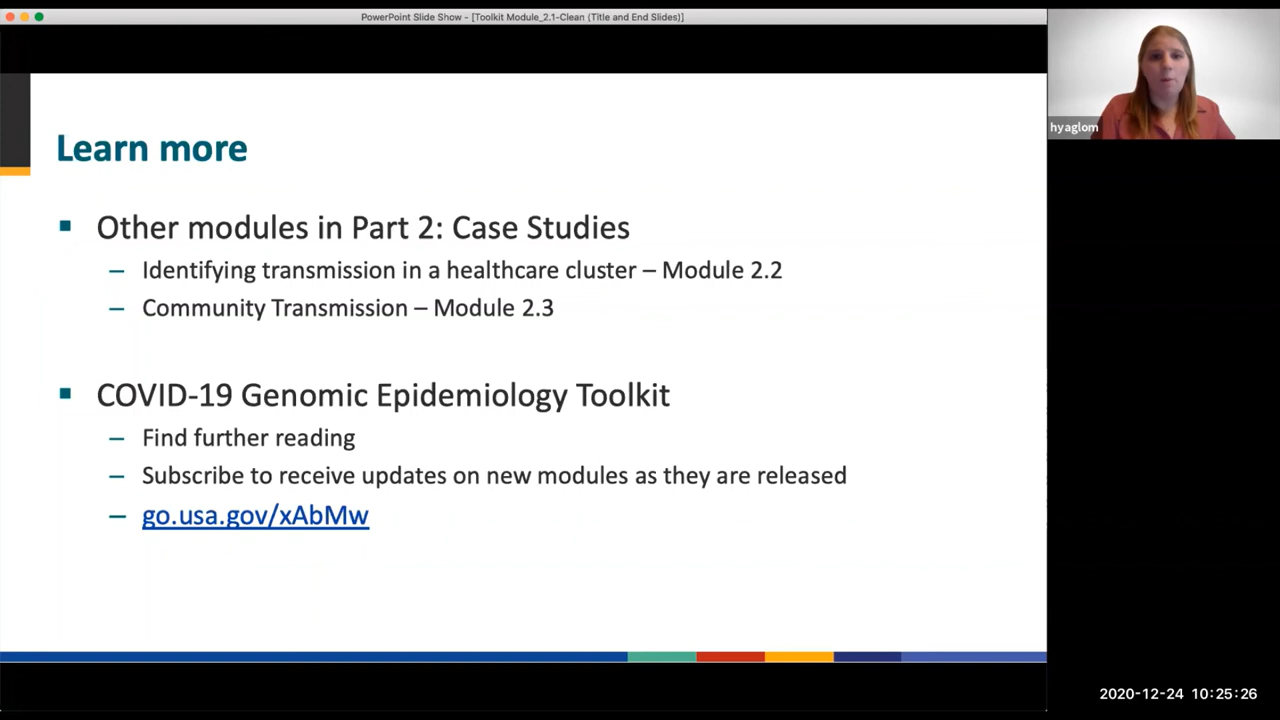 PowerPoint Slide Show - [Toolkit Module_2.1-Clean (Title and End Slides)]
hyaglom
Learn more
▪ Other modules in Part 2: Case Studies
– Identifying transmission in a healthcare cluster – Module 2.2
– Community Transmission – Module 2.3
▪ COVID-19 Genomic Epidemiology Toolkit
– Find further reading
– Subscribe to receive updates on new modules as they are released
– go.usa.gov/xAbMw
2020-12-24 10:25:26